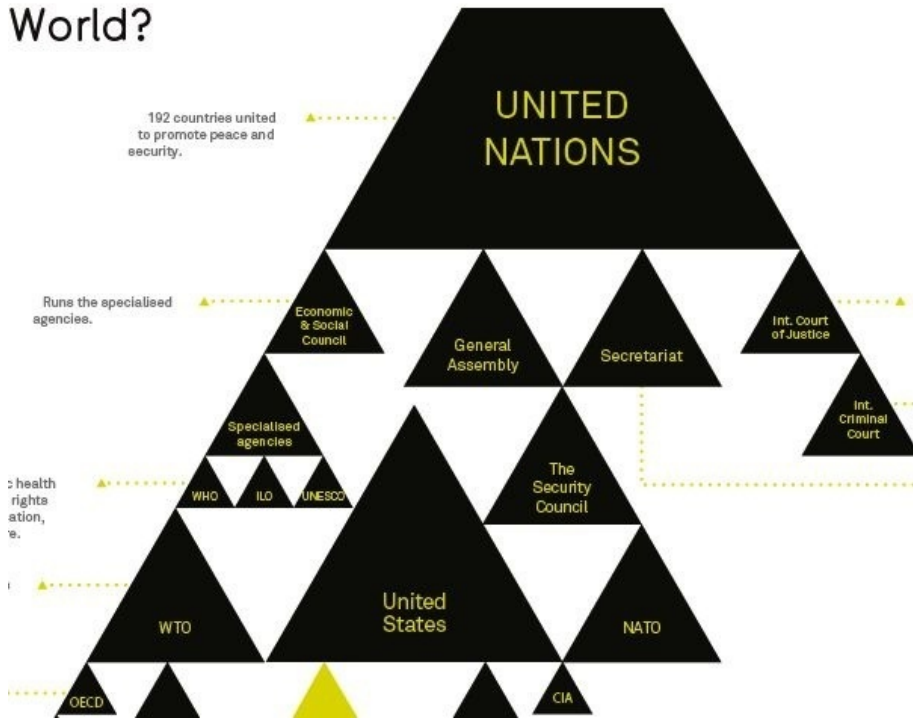 World?
UNITED
NATIONS
192 countries united
to promote peace and
security.
Runs the specialised
agencies.
Economic
& Social
Council
General
Assembly
Secretariat
Int. Court
of Justice
Int.
Criminal
Court
Specialised
agencies
WHO
ILO
UNESCO
The
Security
Council
health
rights
United
States
WTO
NATO
OECD
CIA